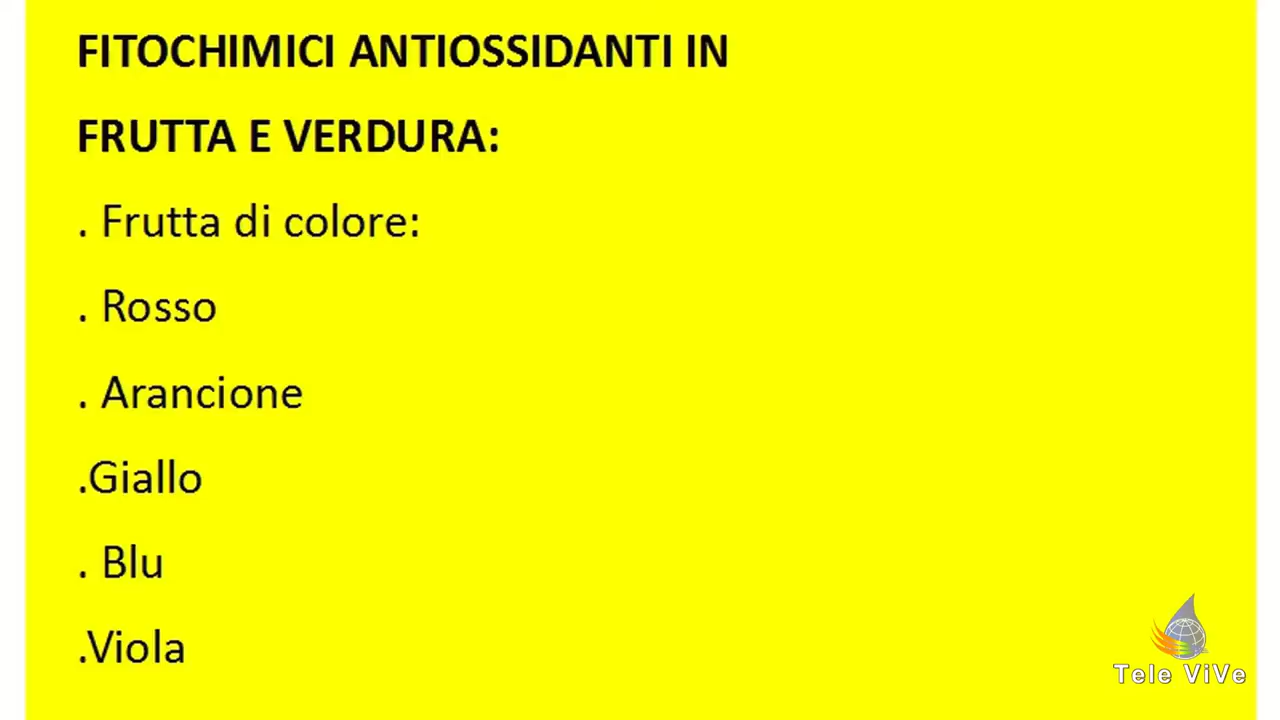 FITOCHIMICI ANTIOSSIDANTI IN
FRUTTA E VERDURA:
. Frutta di colore:
. Rosso
. Arancione
.Giallo
. Blu
.Viola
Tele ViVe